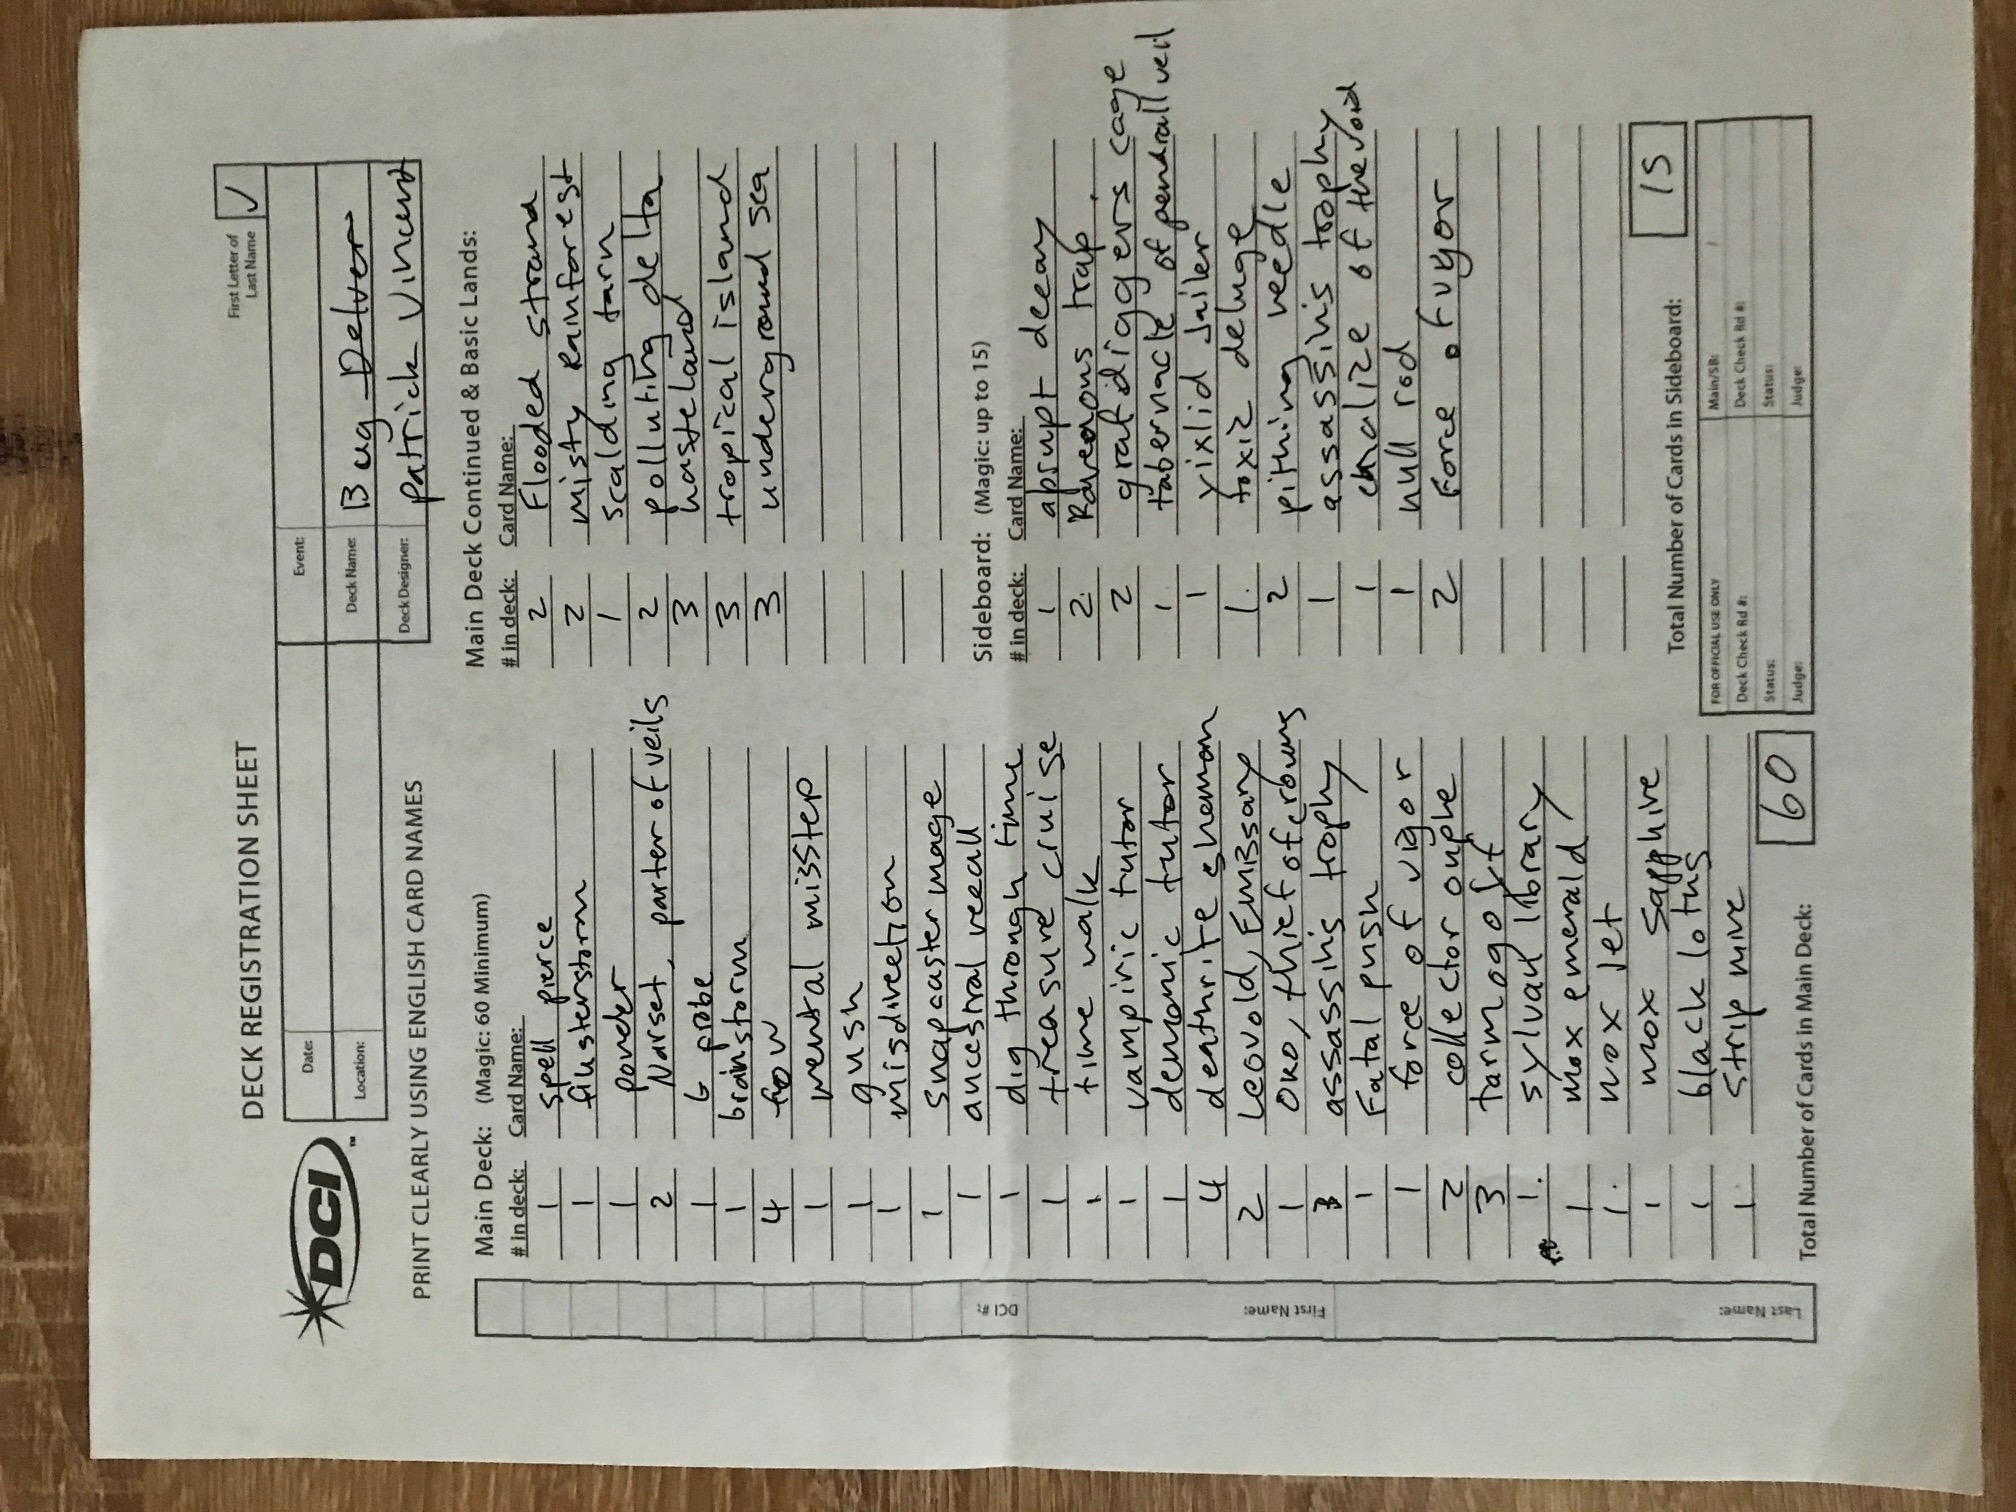 DECK REGISTRATION SHEET
First Letter of
Last Name
V
DCI
™
Date:
Event:
Location:
Deck Name: Bug Delver
Deck Designer: patrick Vincent
PRINT CLEARLY USING ENGLISH CARD NAMES
Main Deck: (Magic: 60 Minimum)
# in deck: Card Name:
1 spell pierce
1 flusterstorm
1 ponder
2 Narset, parter of veils
1 G probe
1 brainstorm
4 fow
1 mental misstep
1 gush
1 misdirection
1 snapcaster mage
1 ancestral recall
1 dig through time
1 treasure cruise
1 time walk
1 vampiric tutor
1 demonic tutor
4 deathrite shaman
2 Leovold, Emissary
1 Oko, thief of crowns
3 assassin's trophy
1 Fatal push
1 force of vigor
2 collector ouphe
3 tarmogoyf
1. sylvan library
1 mox emerald
1. mox jet
1 mox sapphire
1 black lotus
1 strip mine
Total Number of Cards in Main Deck: 60
DCI #:
First Name:
Last Name:
Main Deck Continued & Basic Lands:
# in deck: Card Name:
2 Flooded strand
2 misty Rainforest
1 scalding tarn
2 polluting delta
3 wasteland
3 tropical island
3 underground sea
Sideboard: (Magic: up to 15)
# in deck: Card Name:
1 abrupt decay
2. Ravenous trap.
2 grafdiggers cage
1. tabernacle of pendrall veil
1 yixlid Jailer
1. toxic deluge
2 pithing needle
1 assassin's trophy
1 chalize of the void
1 null rod
2 Force of vigor
Total Number of Cards in Sideboard: 15
FOR OFFICIAL USE ONLY
Main/SB: /
Deck Check Rd #:
Deck Check Rd #:
Status:
Status:
Judge:
Judge: